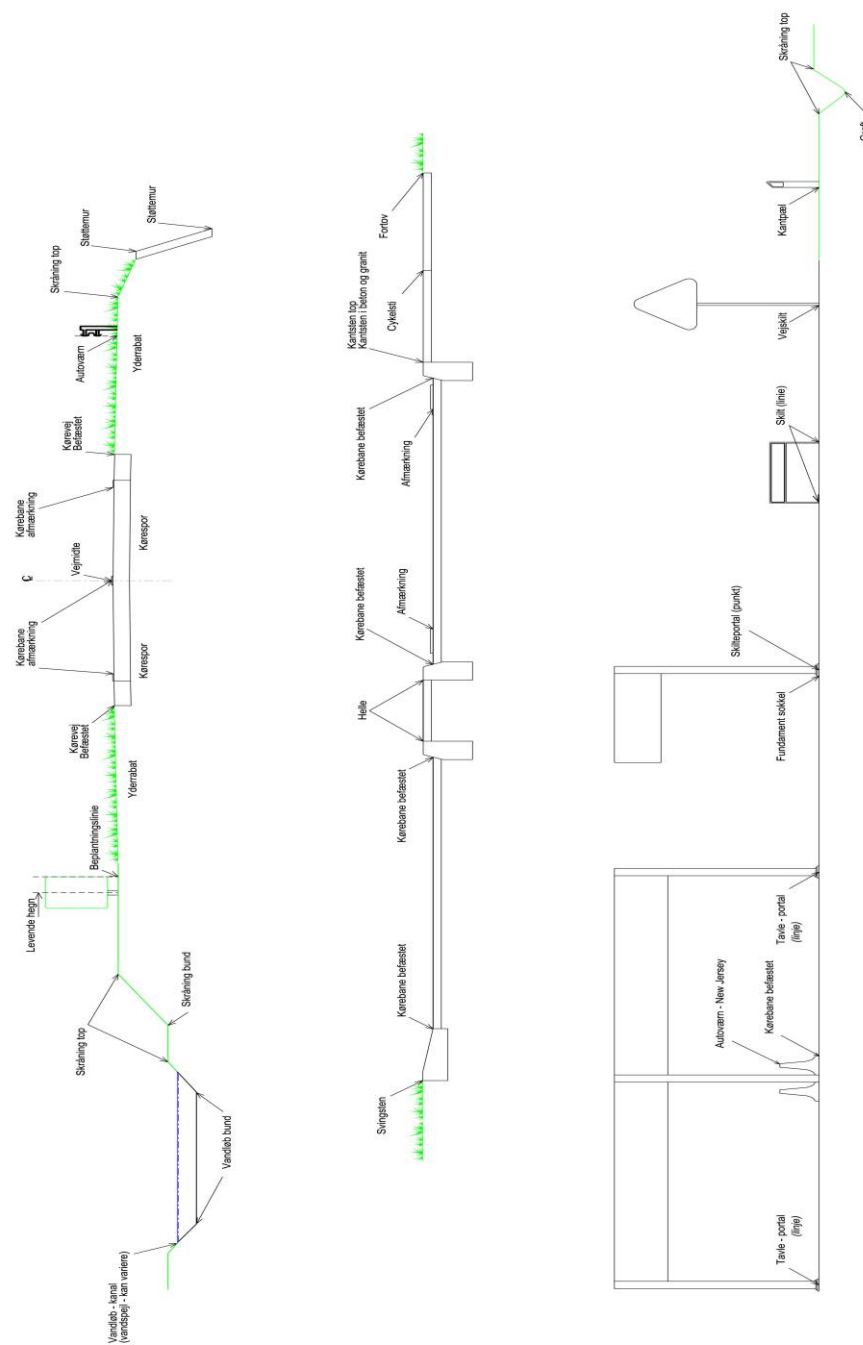 Vandløb - kanal
(vandspejl - kan variere)
Vandløb bund
Skråning top
Skråning bund
Levende hegn
Beplantningslinie
Yderrabat
Kørevej
Befæstet
Kørebane
afmærkning
Kørespor
Vejmidte
Kørebane
afmærkning
Kørespor
Kørevej
Befæstet
Yderrabat
Autoværn
Skråning top
Støttemur
Støttemur
Svingsten
Kørebane befæstet
Kørebane befæstet
Helle
Kørebane befæstet
Afmærkning
Afmærkning
Kørebane befæstet
Kantsten top
Kantsten i beton og granit
Cykelsti
Fortov
Tavle - portal
(linje)
Autoværn - New Jersey
Kørebane befæstet
Tavle - portal
(linje)
Fundament sokkel
Skilteportal (punkt)
Skilt (linie)
Vejskilt
Kantpæl
Skråning top